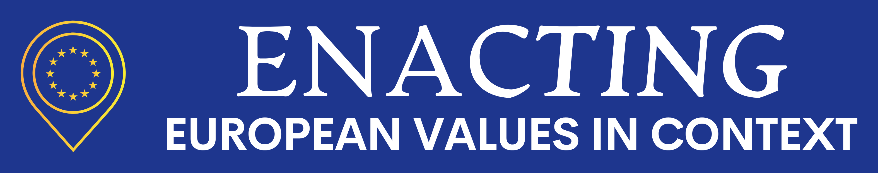 ENACTING
EUROPEAN VALUES IN CONTEXT